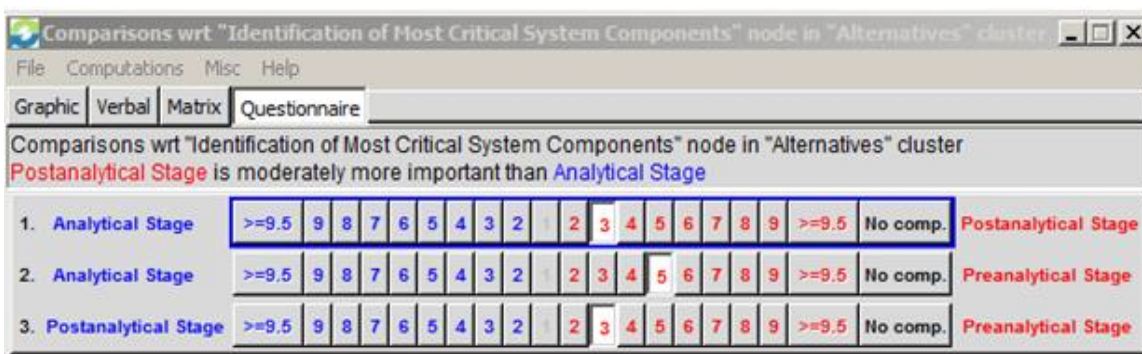 Comparisons wrt "Identification of Most Critical System Components" node in "Alternatives" cluster
File Computations Misc Help
Graphic Verbal Matrix Questionnaire
Comparisons wrt "Identification of Most Critical System Components" node in "Alternatives" cluster
Postanalytical Stage is moderately more important than Analytical Stage
1. Analytical Stage >=9.5 9 8 7 6 5 4 3 2 1 2 3 4 5 6 7 8 9 >=9.5 No comp. Postanalytical Stage
2. Analytical Stage >=9.5 9 8 7 6 5 4 3 2 1 2 3 4 5 6 7 8 9 >=9.5 No comp. Preanalytical Stage
3. Postanalytical Stage >=9.5 9 8 7 6 5 4 3 2 1 2 3 4 5 6 7 8 9 >=9.5 No comp. Preanalytical Stage